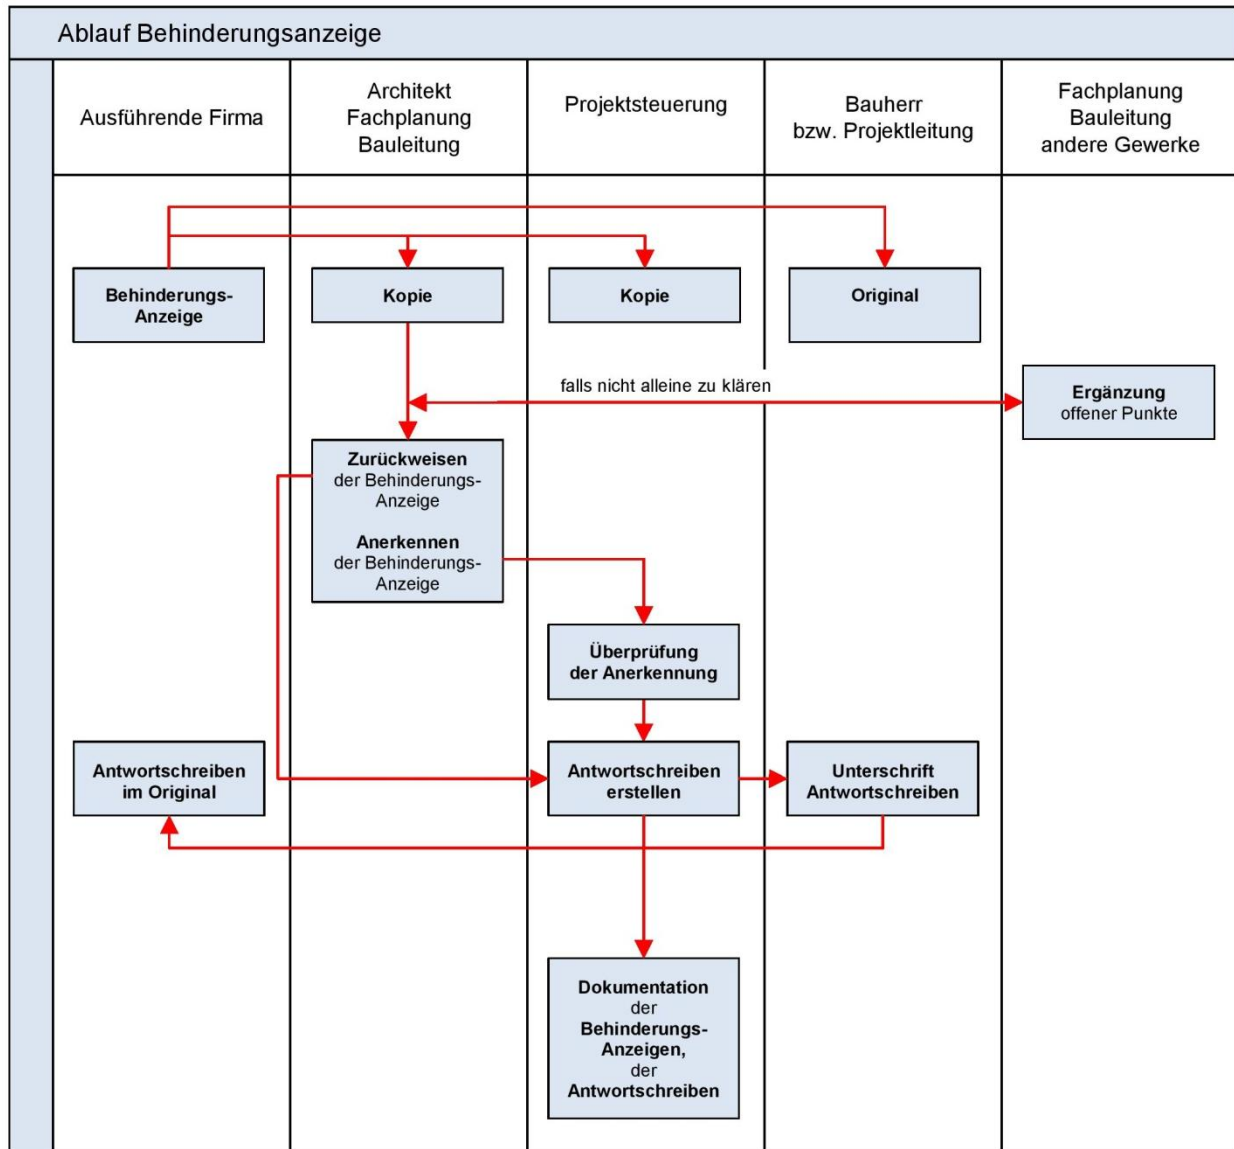 Ablauf Behinderungsanzeige
Ausführende Firma
Architekt
Fachplanung
Bauleitung
Projektsteuerung
Bauherr
bzw. Projektleitung
Fachplanung
Bauleitung
andere Gewerke
Behinderungs-
Anzeige
Kopie
Kopie
Original
falls nicht alleine zu klären
Ergänzung
offener Punkte
Zurückweisen
der Behinderungs-
Anzeige
Anerkennen
der Behinderungs-
Anzeige
Überprüfung
der Anerkennung
Antwortschreiben
im Original
Antwortschreiben
erstellen
Unterschrift
Antwortschreiben
Dokumentation
der
Behinderungs-
Anzeigen,
der
Antwortschreiben